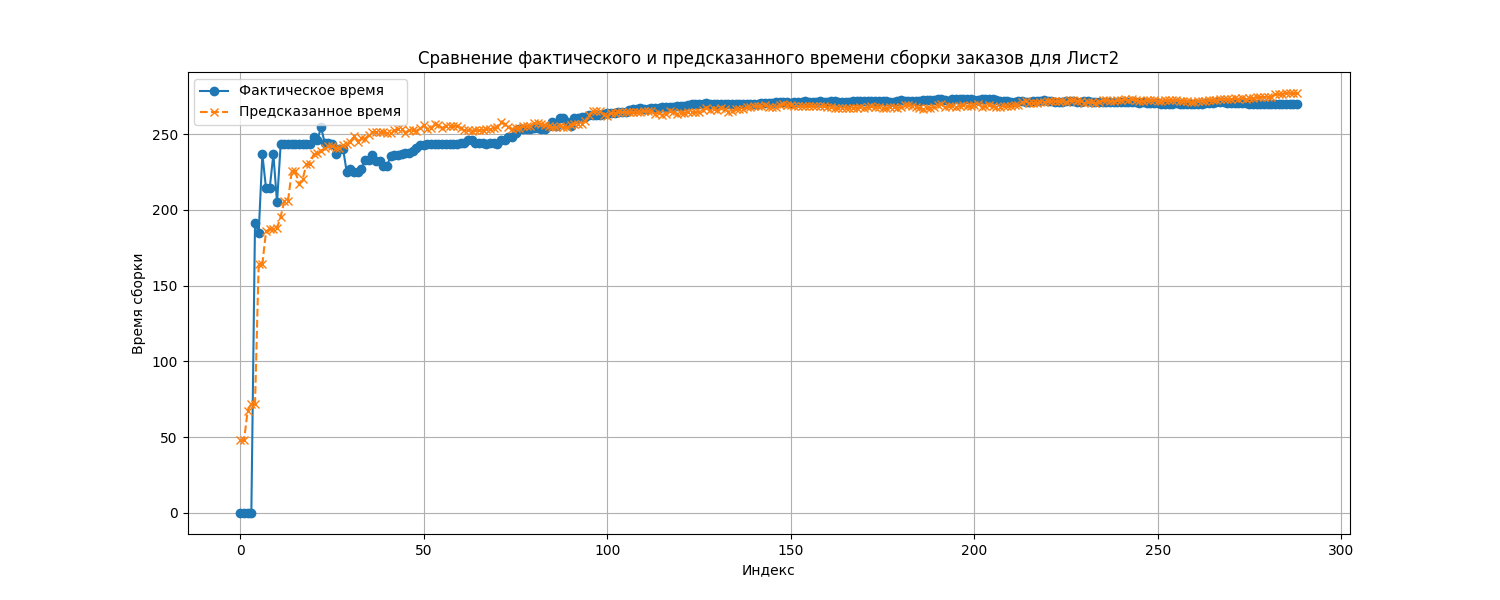 Сравнение фактического и предсказанного времени сборки заказов для Лист2
Фактическое время
Предсказанное время
250
200
150
100
50
0
Время сборки
0 50 100 150 200 250 300
Индекс